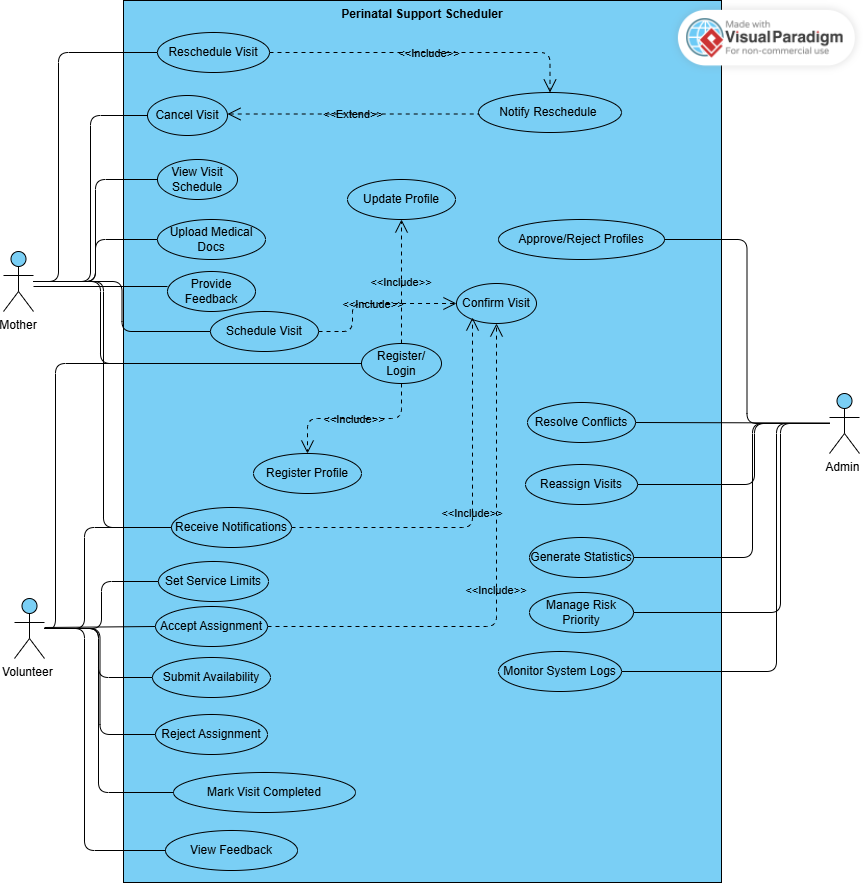 Perinatal Support Scheduler
Made with
VisualParadigm
For non-commercial use
Reschedule Visit
<<Include>>
Cancel Visit
<<Extend>>
Notify Reschedule
View Visit
Schedule
Update Profile
Upload Medical
Docs
Approve/Reject Profiles
Provide
Feedback
<<Include>>
<<Include>>
Confirm Visit
Mother
Schedule Visit
Register/
Login
<<Include>>
Resolve Conflicts
Admin
Register Profile
Reassign Visits
<<Include>>
Receive Notifications
Generate Statistics
Set Service Limits
<<Include>>
Manage Risk
Priority
Accept Assignment
Volunteer
Submit Availability
Monitor System Logs
Reject Assignment
Mark Visit Completed
View Feedback